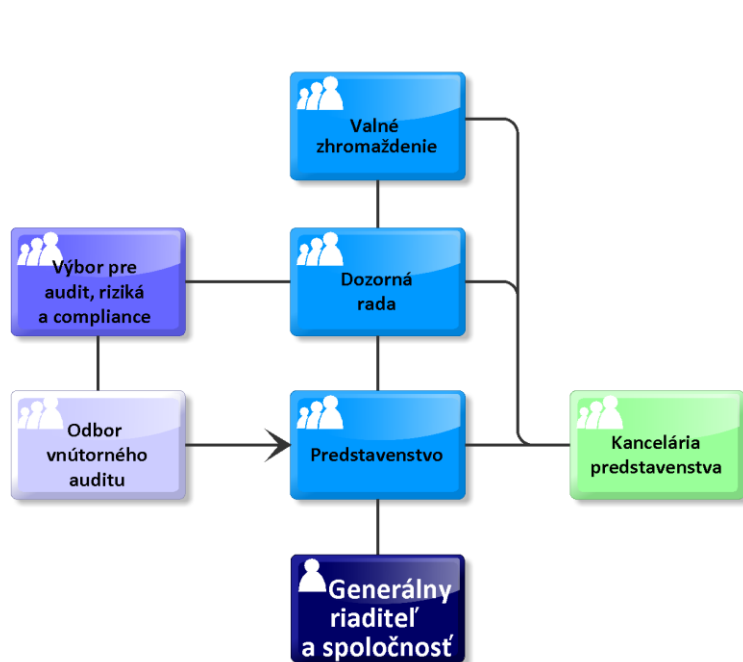 Valné
zhromaždenie
Výbor pre
audit, riziká
a compliance
Dozorná
rada
Odbor
vnútorného
auditu
Predstavenstvo
Kancelária
predstavenstva
Generálny
riaditeľ
a spoločnosť